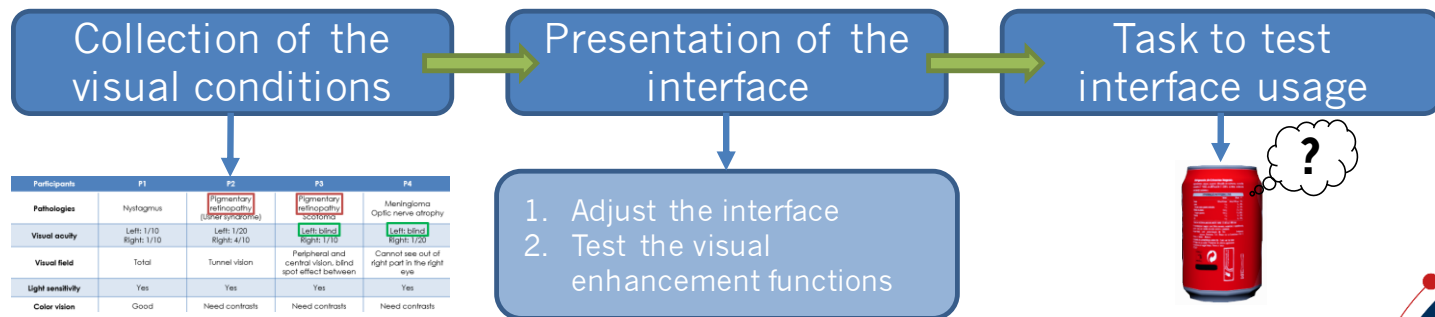 Collection of the
visual conditions
Presentation of the
interface
Task to test
interface usage
?
Participants P1 P2 P3 P4
Pathologies Nystagmus Pigmentary retinopathy (Usher syndrome) Pigmentary retinopathy Scotoma Meningioma Optic nerve atrophy
Visual acuity Left: 1/10 Right: 1/10 Left: 1/20 Right: 4/10 Left: blind Right: 1/10 Left: blind Right: 1/20
Visual field Total Tunnel vision Peripheral and central vision, blind spot effect between Cannot see out of right part in the right eye
Light sensitivity Yes Yes Yes Yes
Color vision Good Need contrasts Need contrasts Need contrasts
1. Adjust the interface
2. Test the visual
enhancement functions